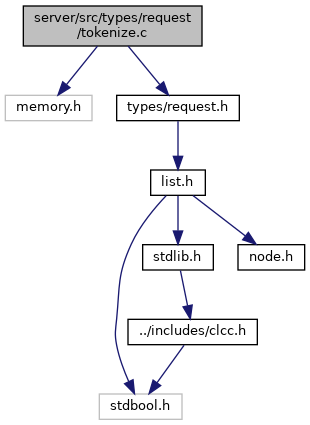 server/src/types/request
/tokenize.c
memory.h
types/request.h
list.h
stdlib.h
node.h
../includes/clcc.h
stdbool.h